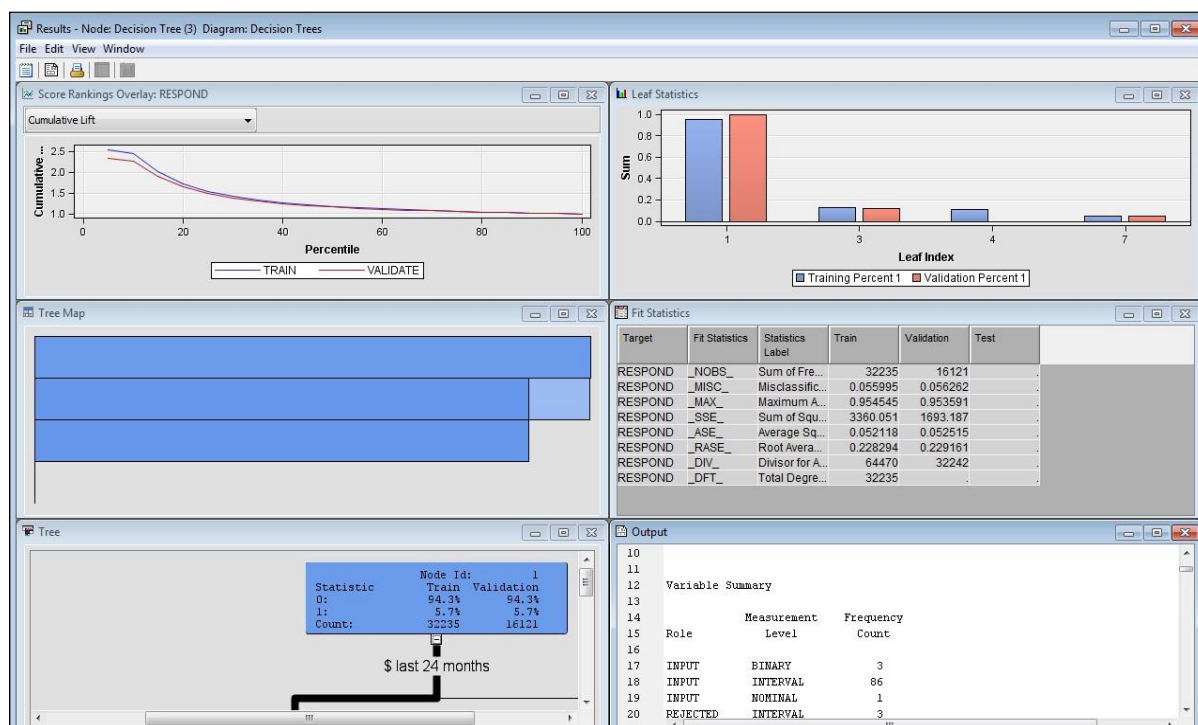 Results - Node: Decision Tree (3)  Diagram: Decision Trees
File Edit View Window
Score Rankings Overlay: RESPOND
Cumulative Lift
Cumulative ...
2.5
2.0
1.5
1.0
0 20 40 60 80 100
Percentile
TRAIN VALIDATE
Leaf Statistics
Sum
1.0
0.8
0.6
0.4
0.2
0.0
1 3 4 7
Leaf Index
Training Percent 1 Validation Percent 1
Tree Map
Fit Statistics
Target Fit Statistics Statistics Label Train Validation Test
RESPOND _NOBS_ Sum of Fre... 32235 16121 .
RESPOND _MISC_ Misclassific... 0.055995 0.056262 .
RESPOND _MAX_ Maximum A... 0.954545 0.953591 .
RESPOND _SSE_ Sum of Squ... 3360.051 1693.187 .
RESPOND _ASE_ Average Sq... 0.052118 0.052515 .
RESPOND _RASE_ Root Avera... 0.228294 0.229161 .
RESPOND _DIV_ Divisor for A... 64470 32242 .
RESPOND _DFT_ Total Degre... 32235 . .
Tree
Node Id: 1
Statistic Train Validation
0: 94.3% 94.3%
1: 5.7% 5.7%
Count: 32235 16121
$ last 24 months
Output
10
11
12 Variable Summary
13
14 Measurement Frequency
15 Role Level Count
16
17 INPUT BINARY 3
18 INPUT INTERVAL 86
19 INPUT NOMINAL 1
20 REJECTED INTERVAL 3